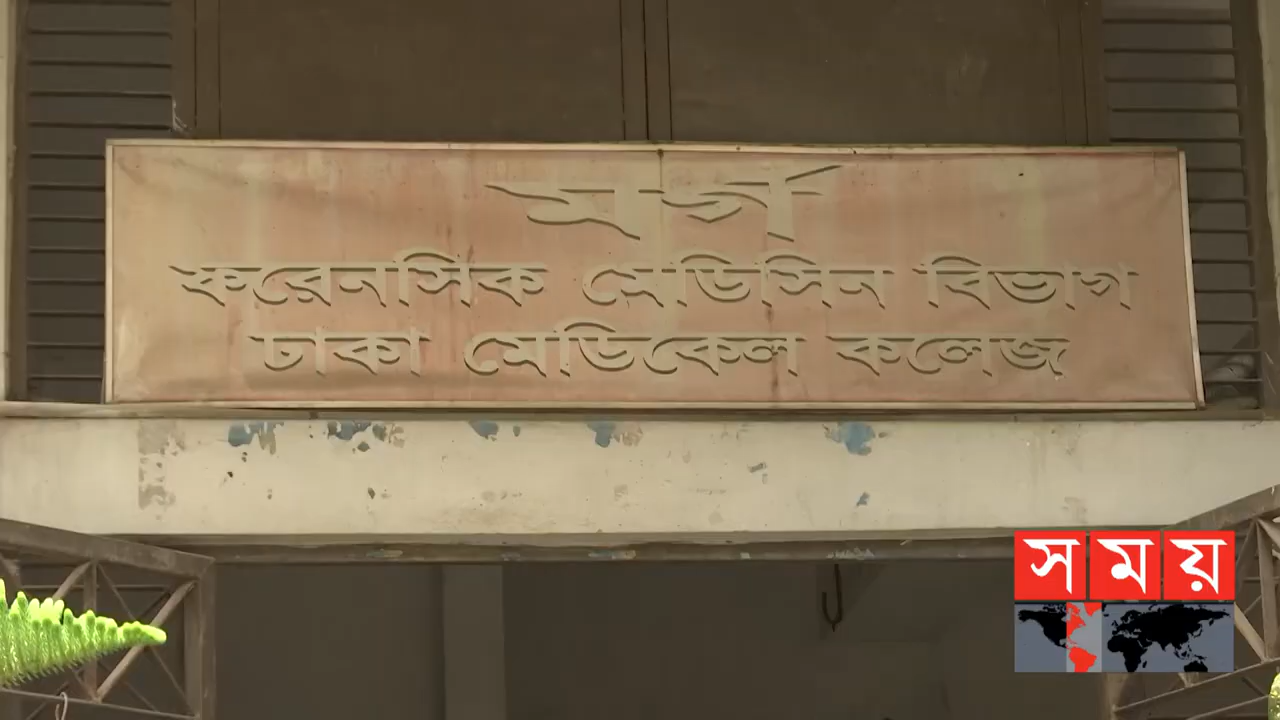 মর্গ
ফরেনসিক মেডিসিন বিভাগ
ঢাকা মেডিকেল কলেজ
সময়